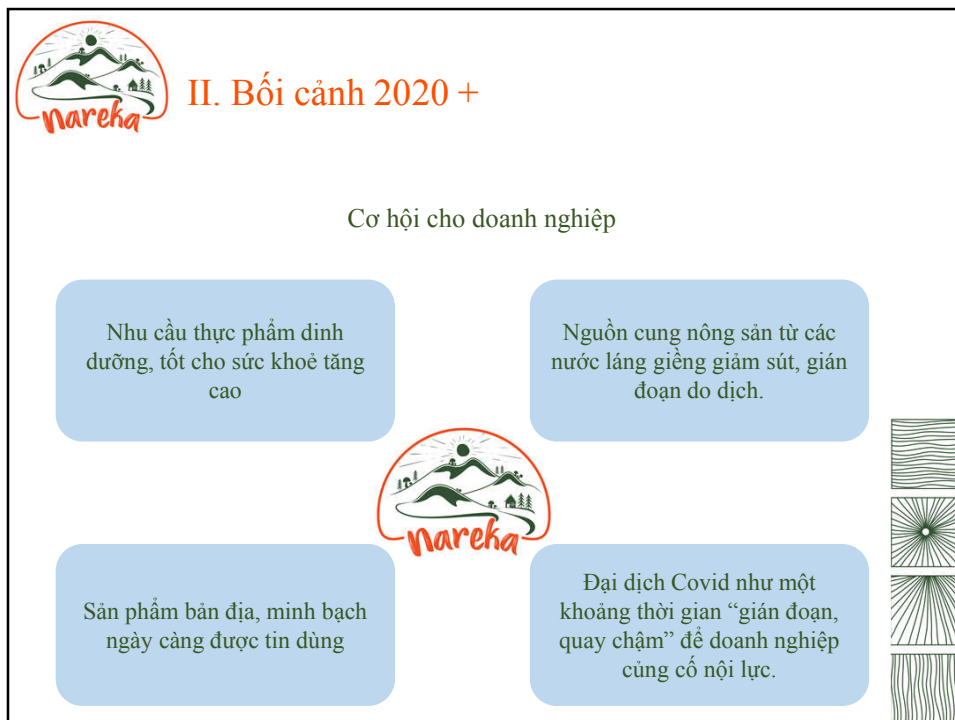 nareka
II. Bối cảnh 2020 +
Cơ hội cho doanh nghiệp
Nhu cầu thực phẩm dinh
dưỡng, tốt cho sức khoẻ tăng
cao
Nguồn cung nông sản từ các
nước láng giềng giảm sút, gián
đoạn do dịch.
nareka
Sản phẩm bản địa, minh bạch
ngày càng được tin dùng
Đại dịch Covid như một
khoảng thời gian “gián đoạn,
quay chậm” để doanh nghiệp
củng cố nội lực.